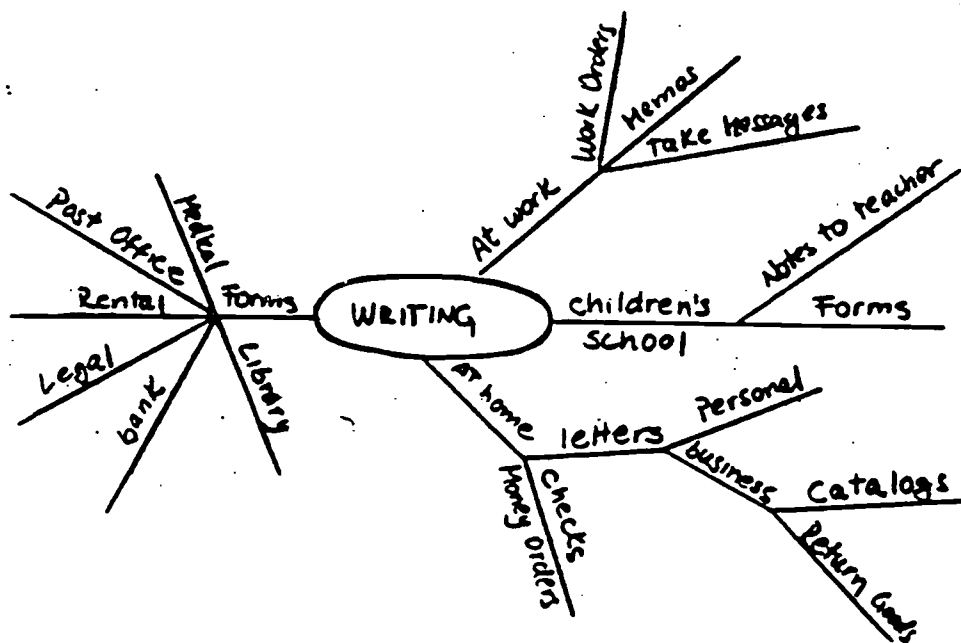 Work Orders
Memos
Take Messages
At work
Notes to teacher
Post Office
Medical
Rental
Forms
WRITING
children's
school
Forms
Legal
Library
bank
At home
letters
Personal
business
Catalogs
Return Goods
checks
Money Orders